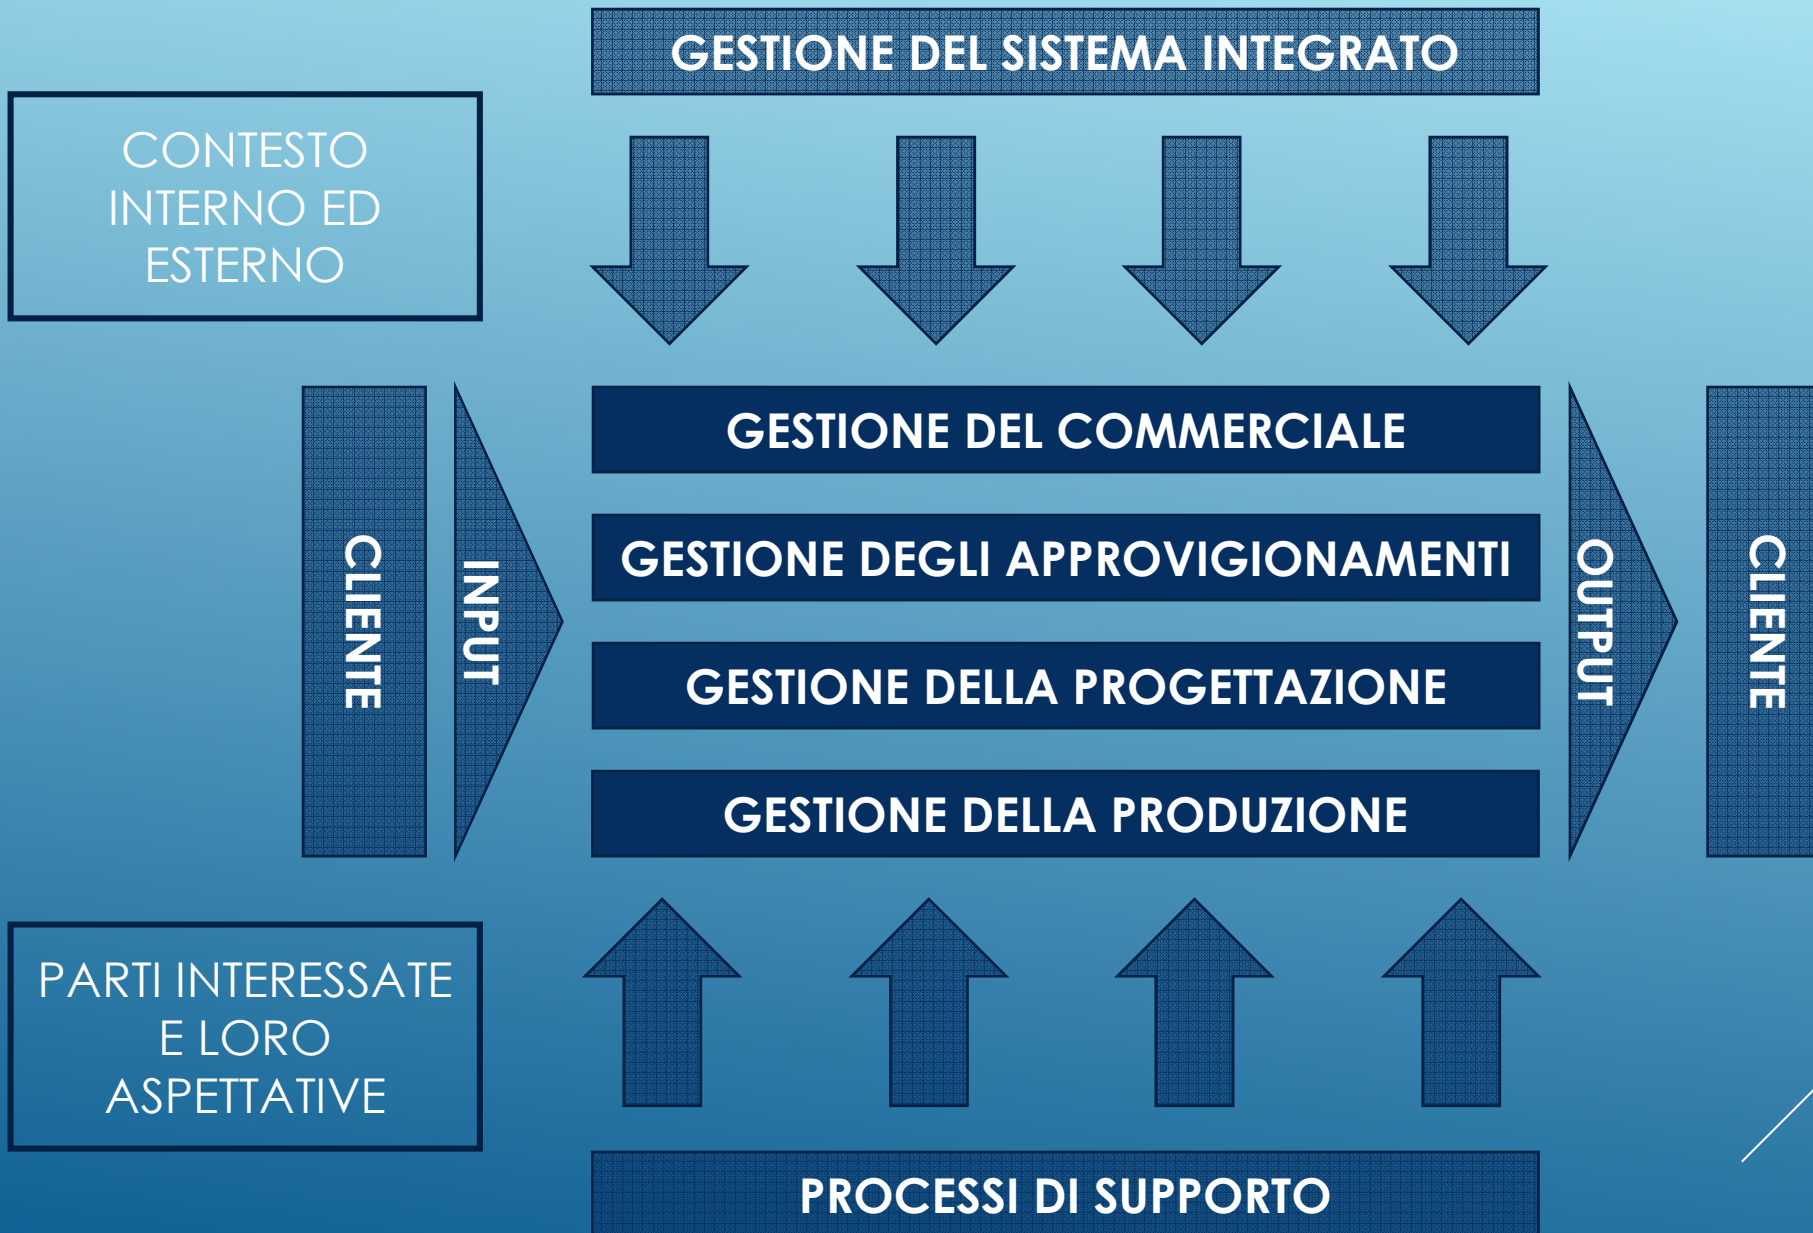 GESTIONE DEL SISTEMA INTEGRATO
CONTESTO
INTERNO ED
ESTERNO
CLIENTE
INPUT
GESTIONE DEL COMMERCIALE
GESTIONE DEGLI APPROVIGIONAMENTI
GESTIONE DELLA PROGETTAZIONE
GESTIONE DELLA PRODUZIONE
OUTPUT
CLIENTE
PARTI INTERESSATE
E LORO
ASPETTATIVE
PROCESSI DI SUPPORTO